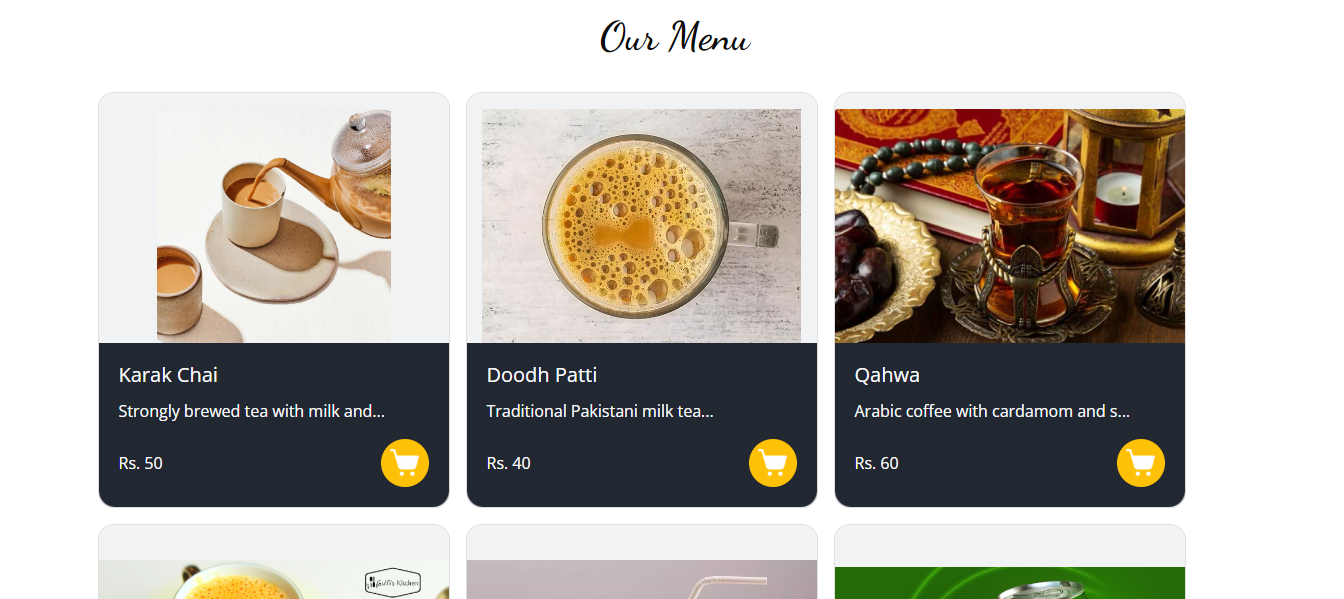 Our Menu
Karak Chai
Strongly brewed tea with milk and...
Rs. 50
Doodh Patti
Traditional Pakistani milk tea...
Rs. 40
Qahwa
Arabic coffee with cardamom and s...
Rs. 60
Gulfil's Kitchen